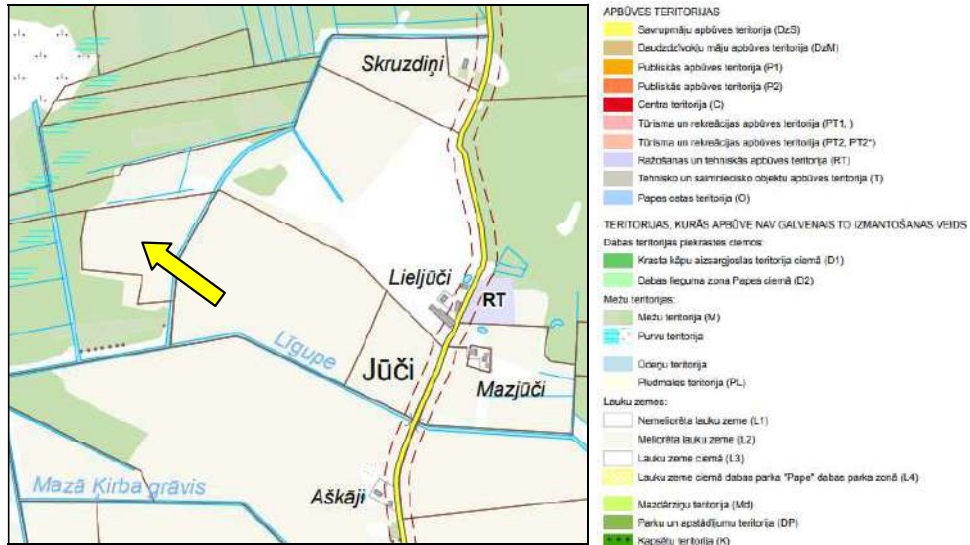 Skruzdiņi
Lieljūči
RT
Līgupe
Jūči
Mazjūči
Mazā Ķirba grāvis
Aškāji
APBŪVES TERITORIJAS
Savrupmāju apbūves teritorija (DzS)
Daudzdzīvokļu māju apbūves teritorija (DzM)
Publiskās apbūves teritorija (P1)
Publiskās apbūves teritorija (P2)
Centra teritorija (C)
Tūrisma un rekreācijas apbūves teritorija (PT1, )
Tūrisma un rekreācijas apbūves teritorija (PT2, PT2*)
Ražošanas un tehniskās apbūves teritorija (RT)
Tehnisko un saimniecisko objektu apbūves teritorija (T)
Papes ostas teritorija (O)
TERITORIJAS, KURĀS APBŪVE NAV GALVENAIS TO IZMANTOŠANAS VEIDS
Dabas teritorijas piekrastes ciemos:
Krasta kāpu aizsargjoslas teritorija ciemā (D1)
Dabas lieguma zona Papes ciemā (D2)
Mežu teritorijas:
Mežu teritorija (M)
Purvu teritorija
Ūdeņu teritorija
Pludmales teritorija (PL)
Lauku zemes:
Nemeliorēta lauku zeme (L1)
Meliorēta lauku zeme (L2)
Lauku zeme ciemā (L3)
Lauku zeme ciemā dabas parka "Pape" dabas parka zonā (L4)
Mazdārziņu teritorija (Md)
Parku un apstādījumu teritorija (DP)
Kapsētu teritorija (K)